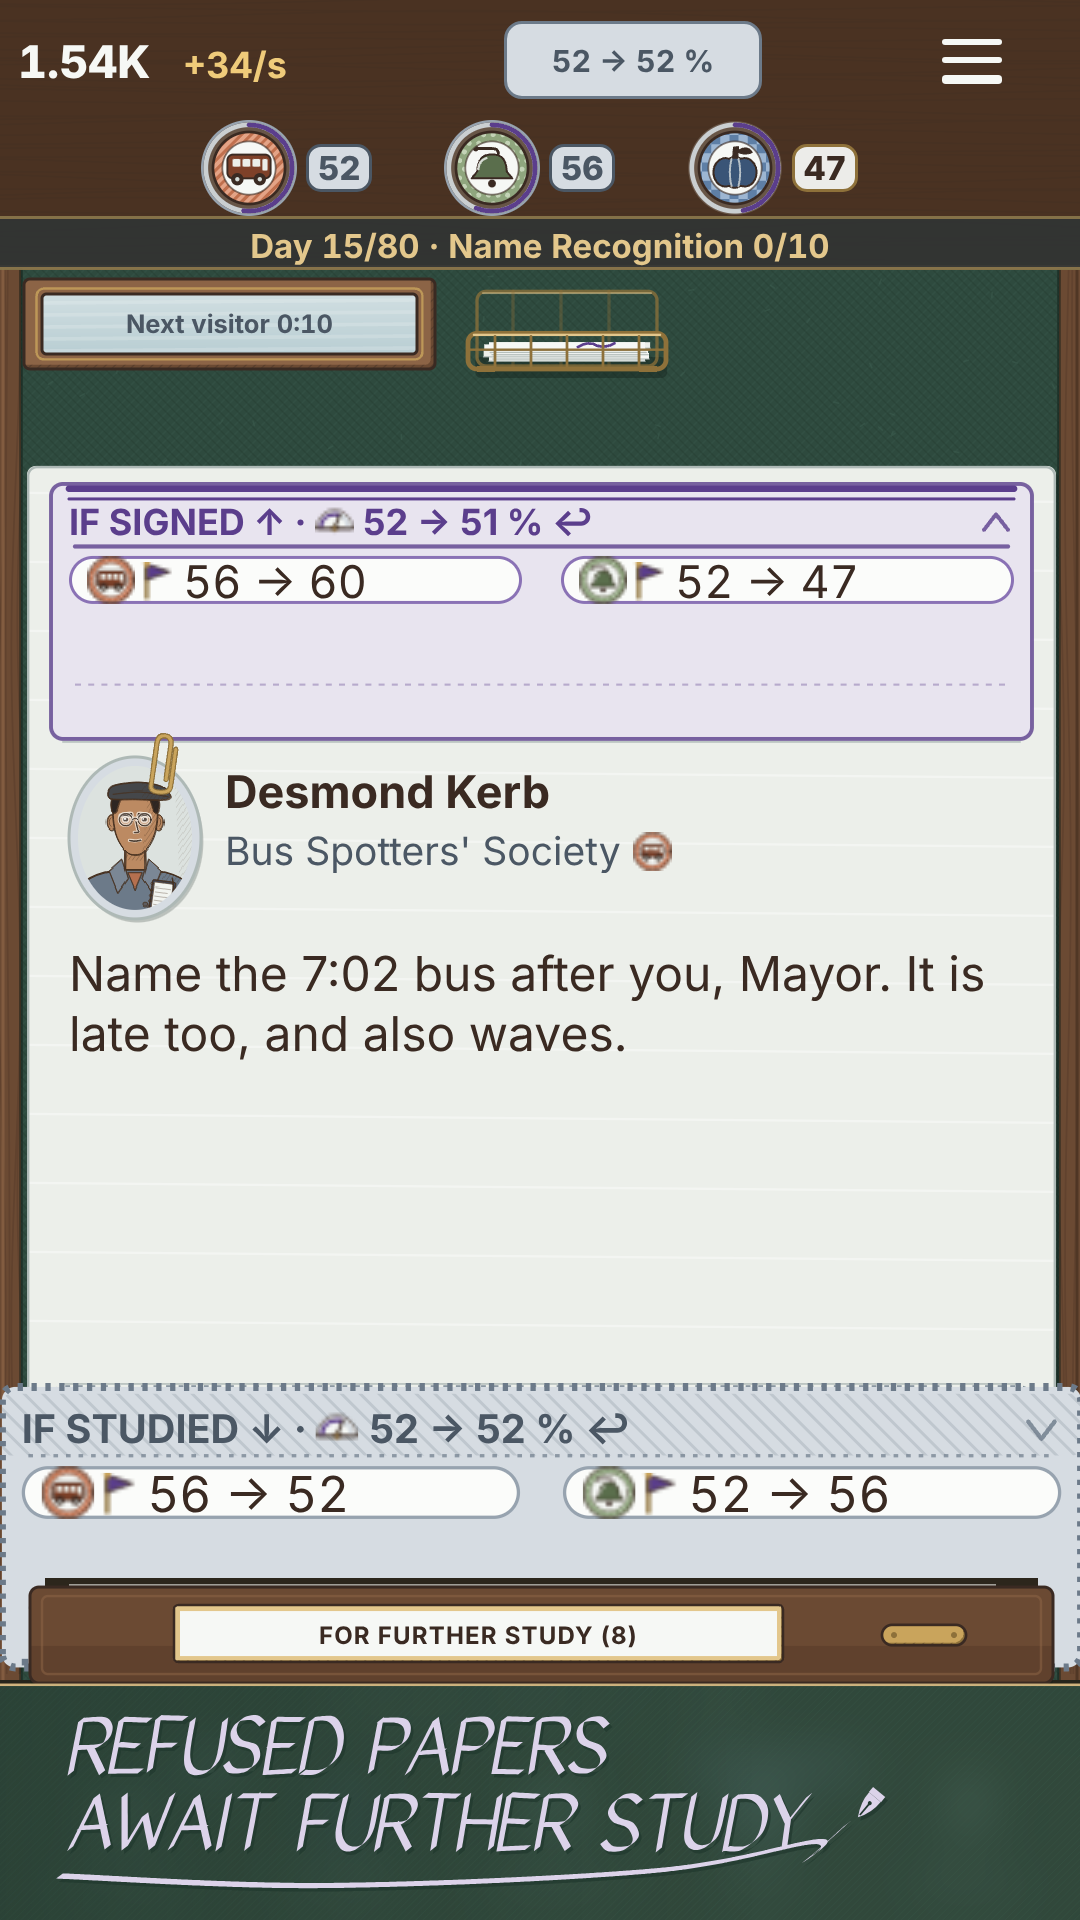 1.54K +34/s 52 → 52 %
52 56 47
Day 15/80 · Name Recognition 0/10
Next visitor 0:10
IF SIGNED ↑ · 52 → 51 % ↩
56 → 60 52 → 47
Desmond Kerb
Bus Spotters' Society
Name the 7:02 bus after you, Mayor. It is
late too, and also waves.
IF STUDIED ↓ · 52 → 52 % ↩
56 → 52 52 → 56
FOR FURTHER STUDY (8)
REFUSED PAPERS
AWAIT FURTHER STUDY